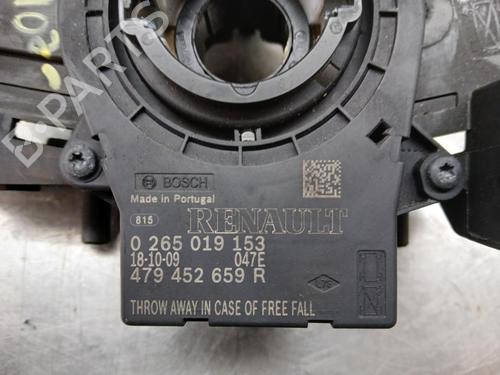 BOSCH
Made in Portugal
815
RENAULT
0 265 019 153
18-10-09 047E
479 452 659 R
THROW AWAY IN CASE OF FREE FALL